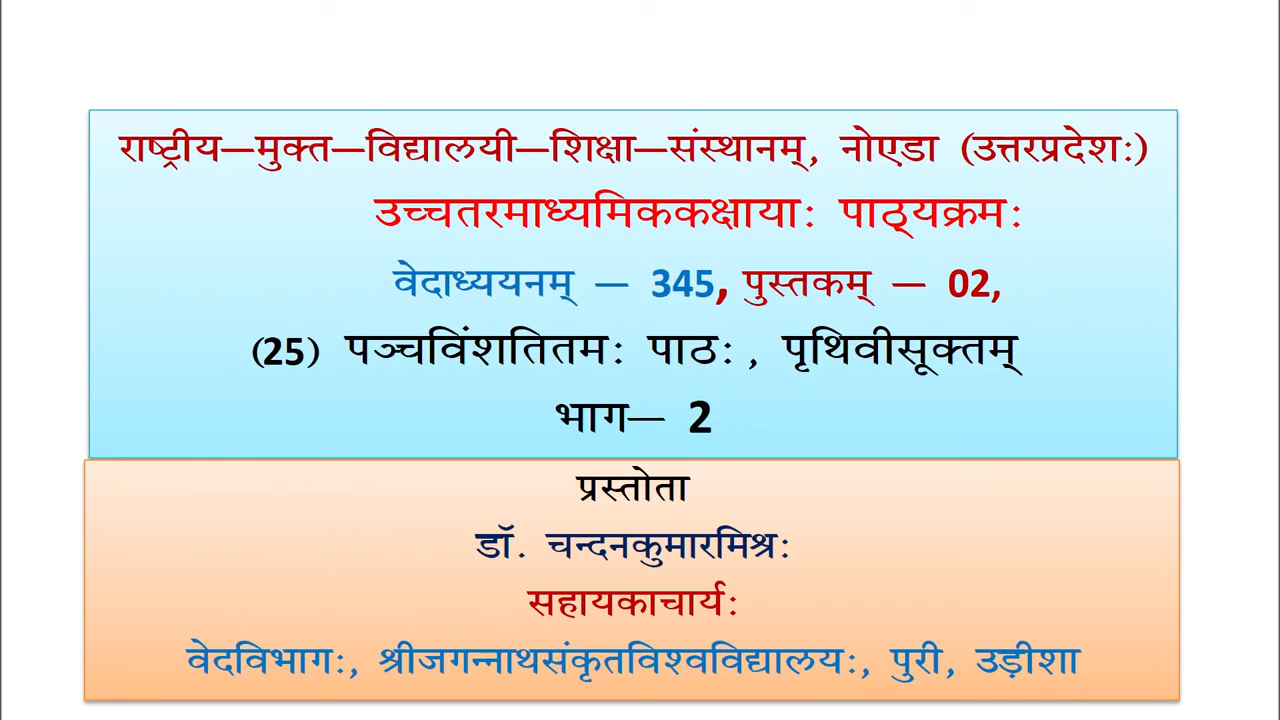 राष्ट्रीय—मुक्त—विद्यालयी—शिक्षा—संस्थानम्, नोएडा (उत्तरप्रदेशः)
उच्चतरमाध्यमिककक्षायाः पाठ्यक्रमः
वेदाध्ययनम् — 345, पुस्तकम् — 02,
(25) पञ्चविंशतितमः पाठः, पृथिवीसूक्तम्
भाग— 2
प्रस्तोता
डॉ. चन्दनकुमारमिश्रः
सहायकाचार्यः
वेदविभागः, श्रीजगन्नाथसंकृतविश्वविद्यालयः, पुरी, उड़ीशा